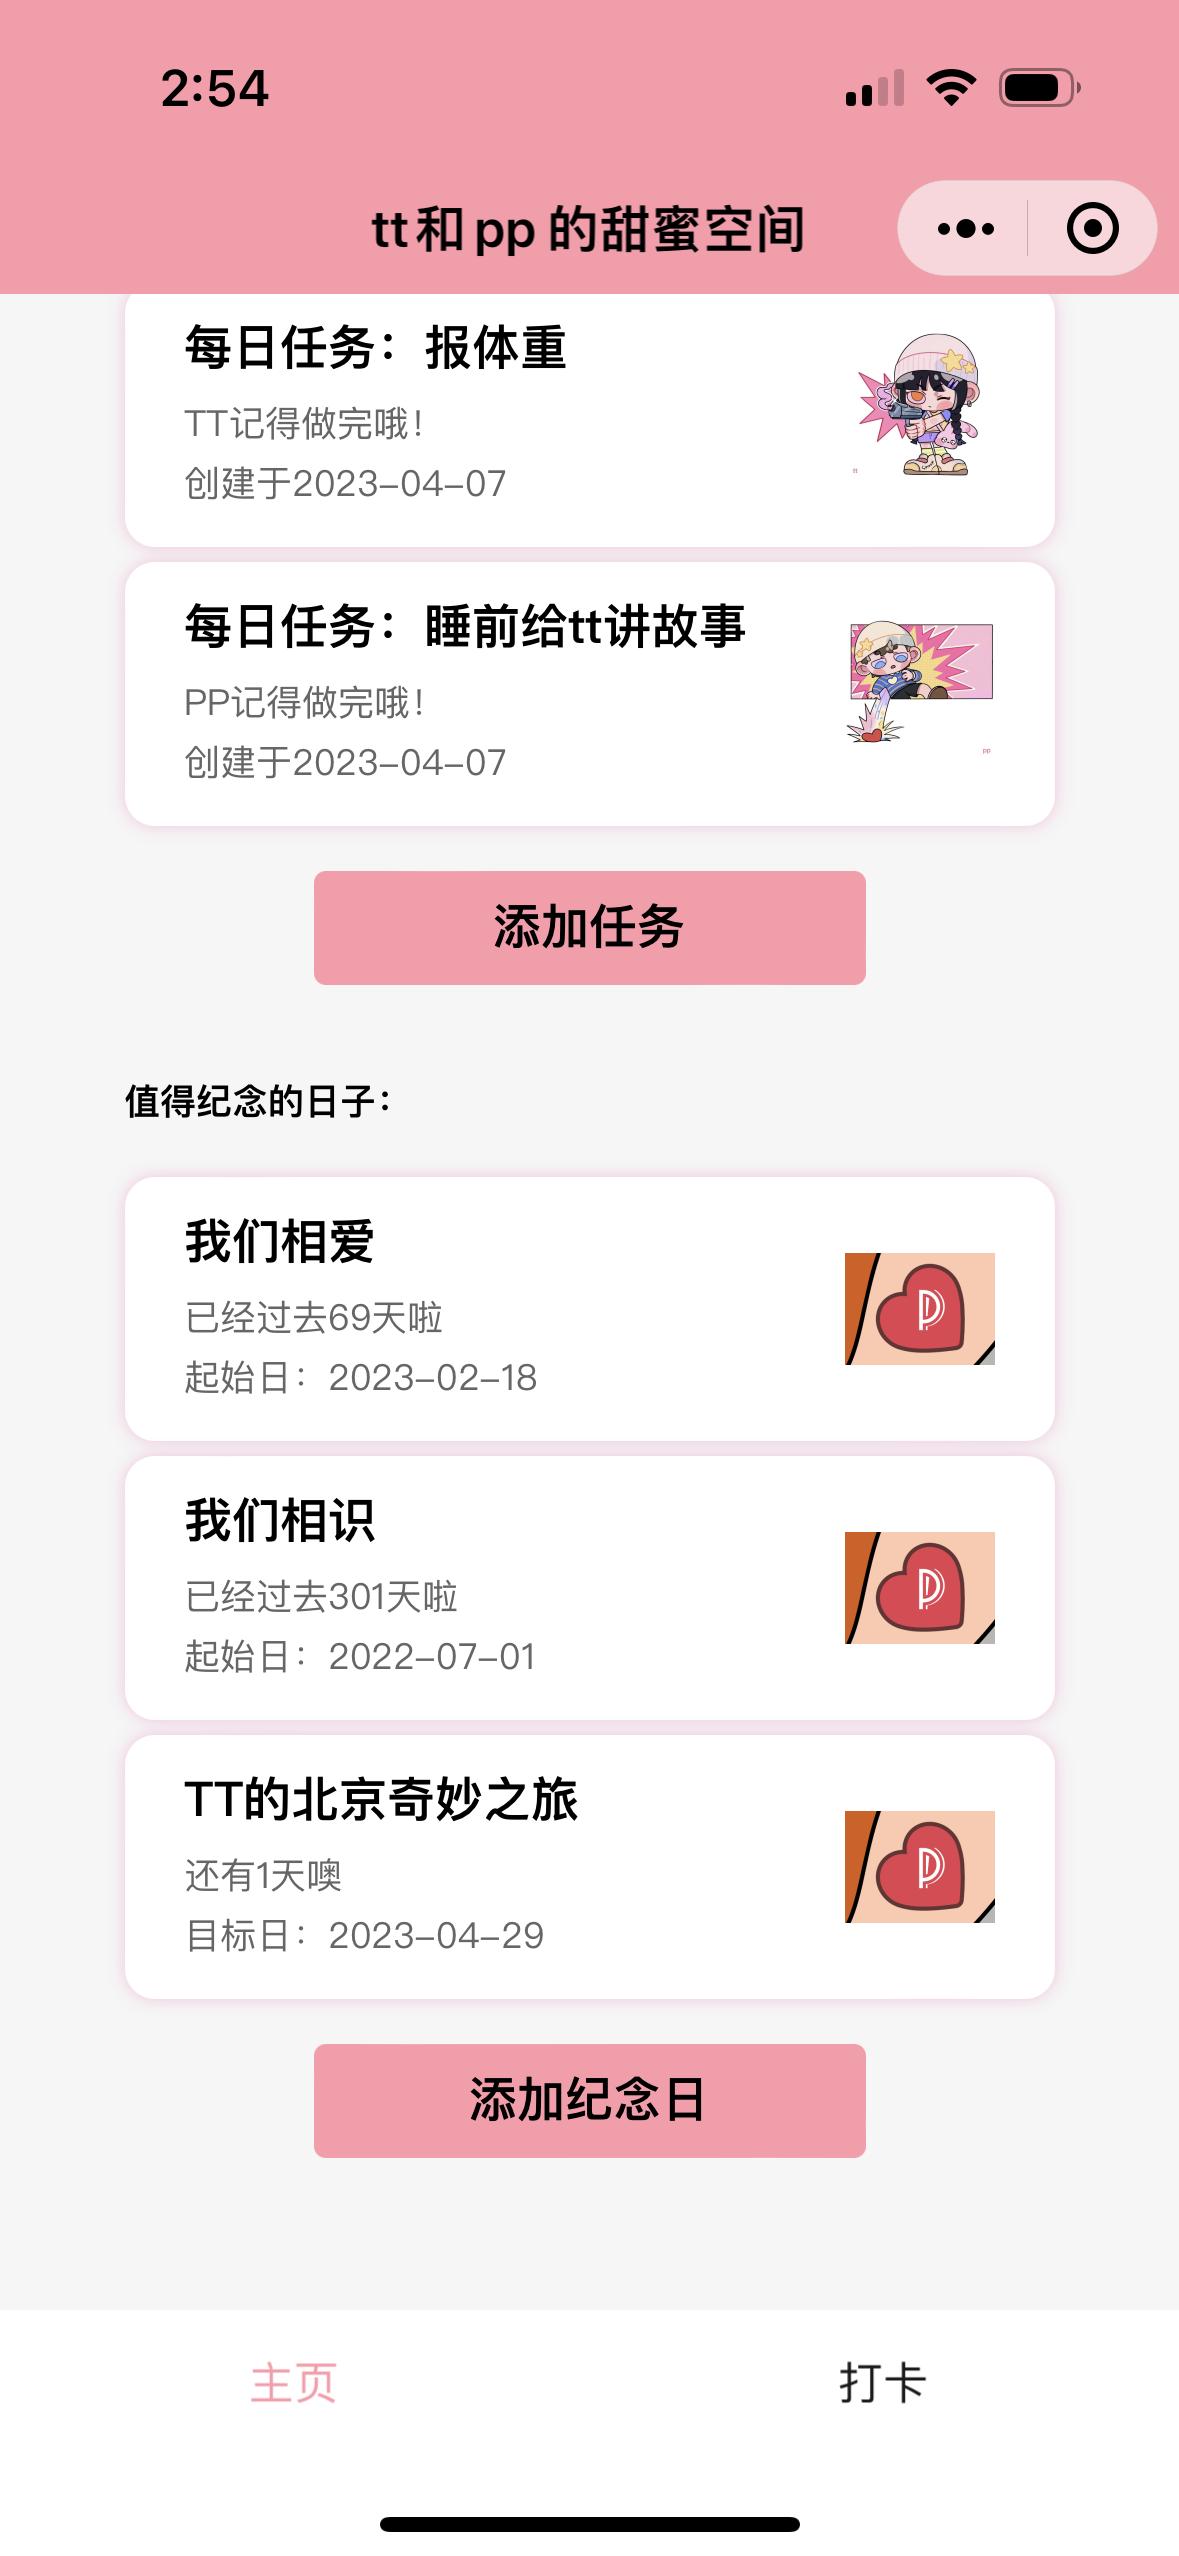 2:54
tt和pp的甜蜜空间
每日任务：报体重
TT记得做完哦！
创建于2023-04-07
tt
每日任务：睡前给tt讲故事
PP记得做完哦！
创建于2023-04-07
pp
添加任务
值得纪念的日子：
我们相爱
已经过去69天啦
起始日：2023-02-18
我们相识
已经过去301天啦
起始日：2022-07-01
TT的北京奇妙之旅
还有1天噢
目标日：2023-04-29
添加纪念日
主页
打卡